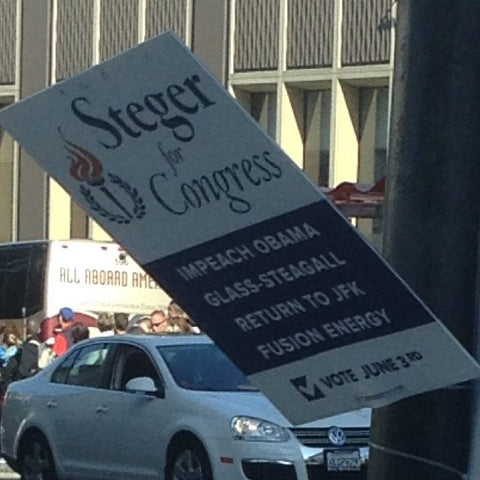 Steger
for
Congress
IMPEACH OBAMA
GLASS-STEAGALL
RETURN TO JFK
FUSION ENERGY
VOTE JUNE 3RD
ALL ABOARD AME